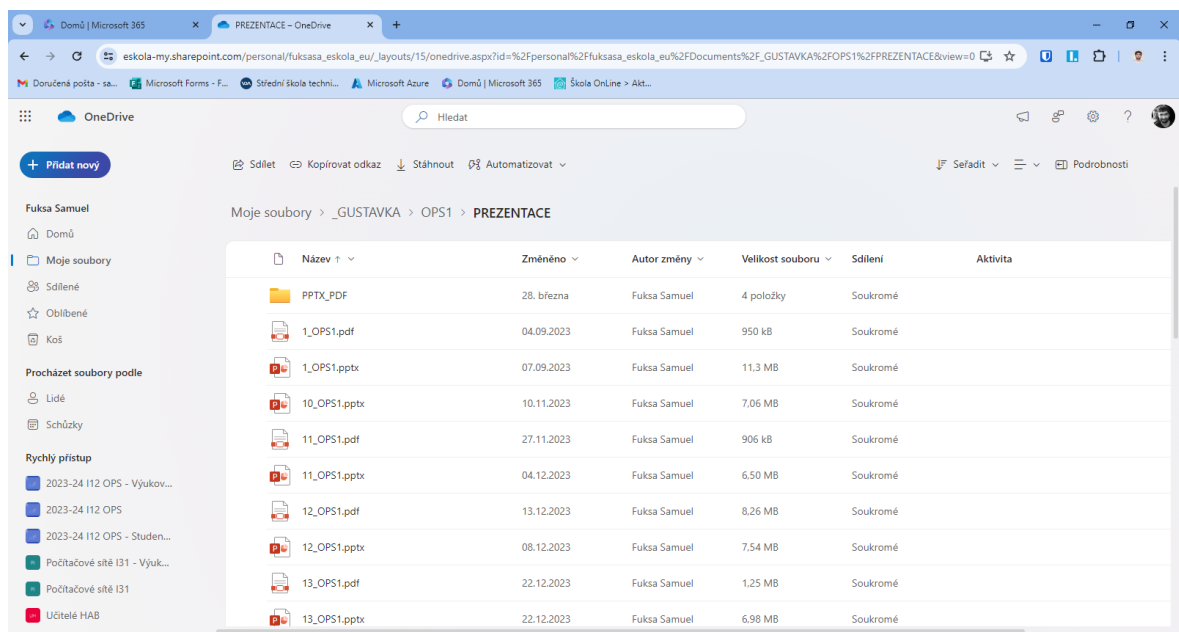 Domů | Microsoft 365
PREZENTACE – OneDrive
eskola-my.sharepoint.com/personal/fuksasa_eskola_eu/_layouts/15/onedrive.aspx?id=%2Fpersonal%2Ffuksasa_eskola_eu%2FDocuments%2F_GUSTAVKA%2FOPS1%2FPREZENTACE&view=0
Doručená pošta - sa...
Microsoft Forms - F...
Střední škola techni...
Microsoft Azure
Domů | Microsoft 365
Škola OnLine > Akt...
OneDrive
Hledat
Přidat nový
Sdílet
Kopírovat odkaz
Stáhnout
Automatizovat
Seřadit
Podrobnosti
Fuksa Samuel
Domů
Moje soubory
Sdílené
Oblíbené
Koš
Procházet soubory podle
Lidé
Schůzky
Rychlý přístup
2023-24 I12 OPS - Výukov...
2023-24 I12 OPS
2023-24 I12 OPS - Studen...
Počítačové sítě I31 - Výuk...
Počítačové sítě I31
Učitelé HAB
Moje soubory > _GUSTAVKA > OPS1 > PREZENTACE
Název Změněno Autor změny Velikost souboru Sdílení Aktivita
PPTX_PDF 28. března Fuksa Samuel 4 položky Soukromé
1_OPS1.pdf 04.09.2023 Fuksa Samuel 950 kB Soukromé
1_OPS1.pptx 07.09.2023 Fuksa Samuel 11,3 MB Soukromé
10_OPS1.pptx 10.11.2023 Fuksa Samuel 7,06 MB Soukromé
11_OPS1.pdf 27.11.2023 Fuksa Samuel 906 kB Soukromé
11_OPS1.pptx 04.12.2023 Fuksa Samuel 6,50 MB Soukromé
12_OPS1.pdf 13.12.2023 Fuksa Samuel 8,26 MB Soukromé
12_OPS1.pptx 08.12.2023 Fuksa Samuel 7,54 MB Soukromé
13_OPS1.pdf 22.12.2023 Fuksa Samuel 1,25 MB Soukromé
13_OPS1.pptx 22.12.2023 Fuksa Samuel 6,98 MB Soukromé